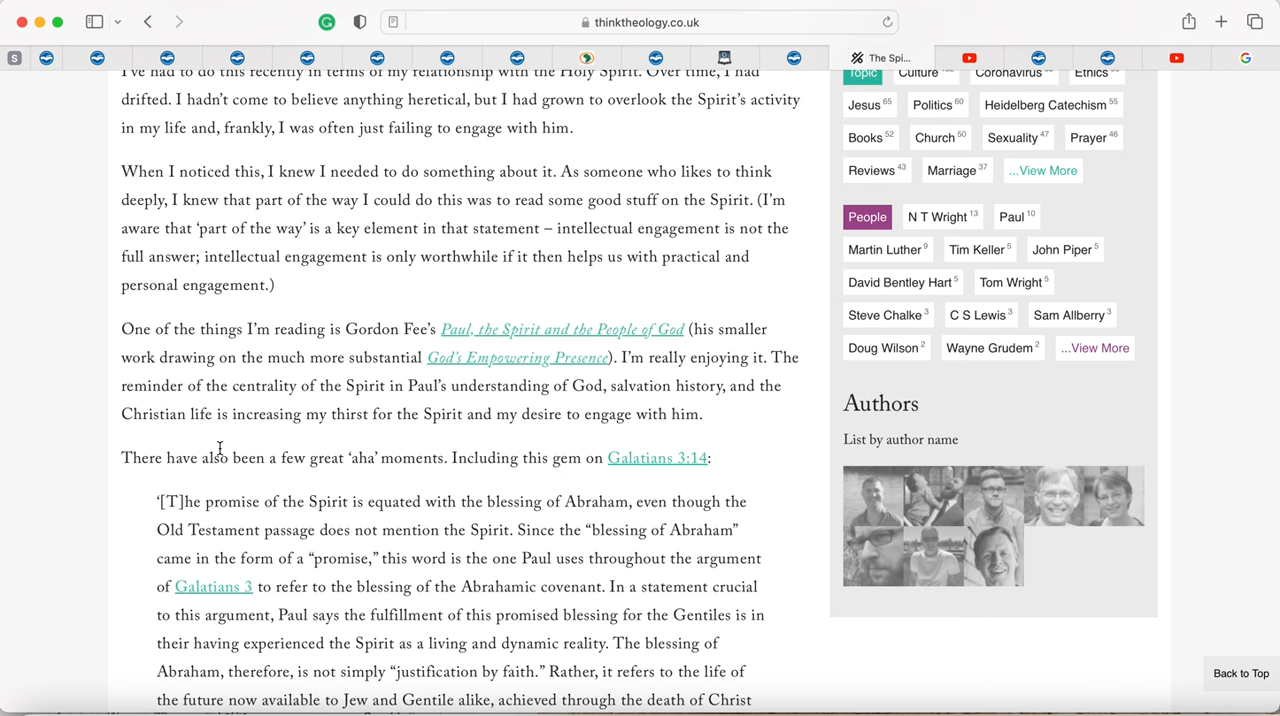 thinktheology.co.uk
S
The Spi...
I've had to do this recently in terms of my relationship with the Holy Spirit. Over time, I had
drifted. I hadn't come to believe anything heretical, but I had grown to overlook the Spirit's activity
in my life and, frankly, I was often just failing to engage with him.
When I noticed this, I knew I needed to do something about it. As someone who likes to think
deeply, I knew that part of the way I could do this was to read some good stuff on the Spirit. (I'm
aware that 'part of the way' is a key element in that statement – intellectual engagement is not the
full answer; intellectual engagement is only worthwhile if it then helps us with practical and
personal engagement.)
One of the things I'm reading is Gordon Fee's Paul, the Spirit and the People of God (his smaller
work drawing on the much more substantial God's Empowering Presence). I'm really enjoying it. The
reminder of the centrality of the Spirit in Paul's understanding of God, salvation history, and the
Christian life is increasing my thirst for the Spirit and my desire to engage with him.
There have also been a few great 'aha' moments. Including this gem on Galatians 3:14:
'[T]he promise of the Spirit is equated with the blessing of Abraham, even though the
Old Testament passage does not mention the Spirit. Since the “blessing of Abraham”
came in the form of a “promise,” this word is the one Paul uses throughout the argument
of Galatians 3 to refer to the blessing of the Abrahamic covenant. In a statement crucial
to this argument, Paul says the fulfillment of this promised blessing for the Gentiles is in
their having experienced the Spirit as a living and dynamic reality. The blessing of
Abraham, therefore, is not simply “justification by faith.” Rather, it refers to the life of
the future now available to Jew and Gentile alike, achieved through the death of Christ
Topic Culture Coronavirus Ethics
Jesus 65 Politics 60 Heidelberg Catechism 55
Books 52 Church 50 Sexuality 47 Prayer 46
Reviews 43 Marriage 37 ...View More
People N T Wright 13 Paul 10
Martin Luther 9 Tim Keller 5 John Piper 5
David Bentley Hart 5 Tom Wright 5
Steve Chalke 3 C S Lewis 3 Sam Allberry 3
Doug Wilson 2 Wayne Grudem 2 ...View More
Authors
List by author name
Back to Top